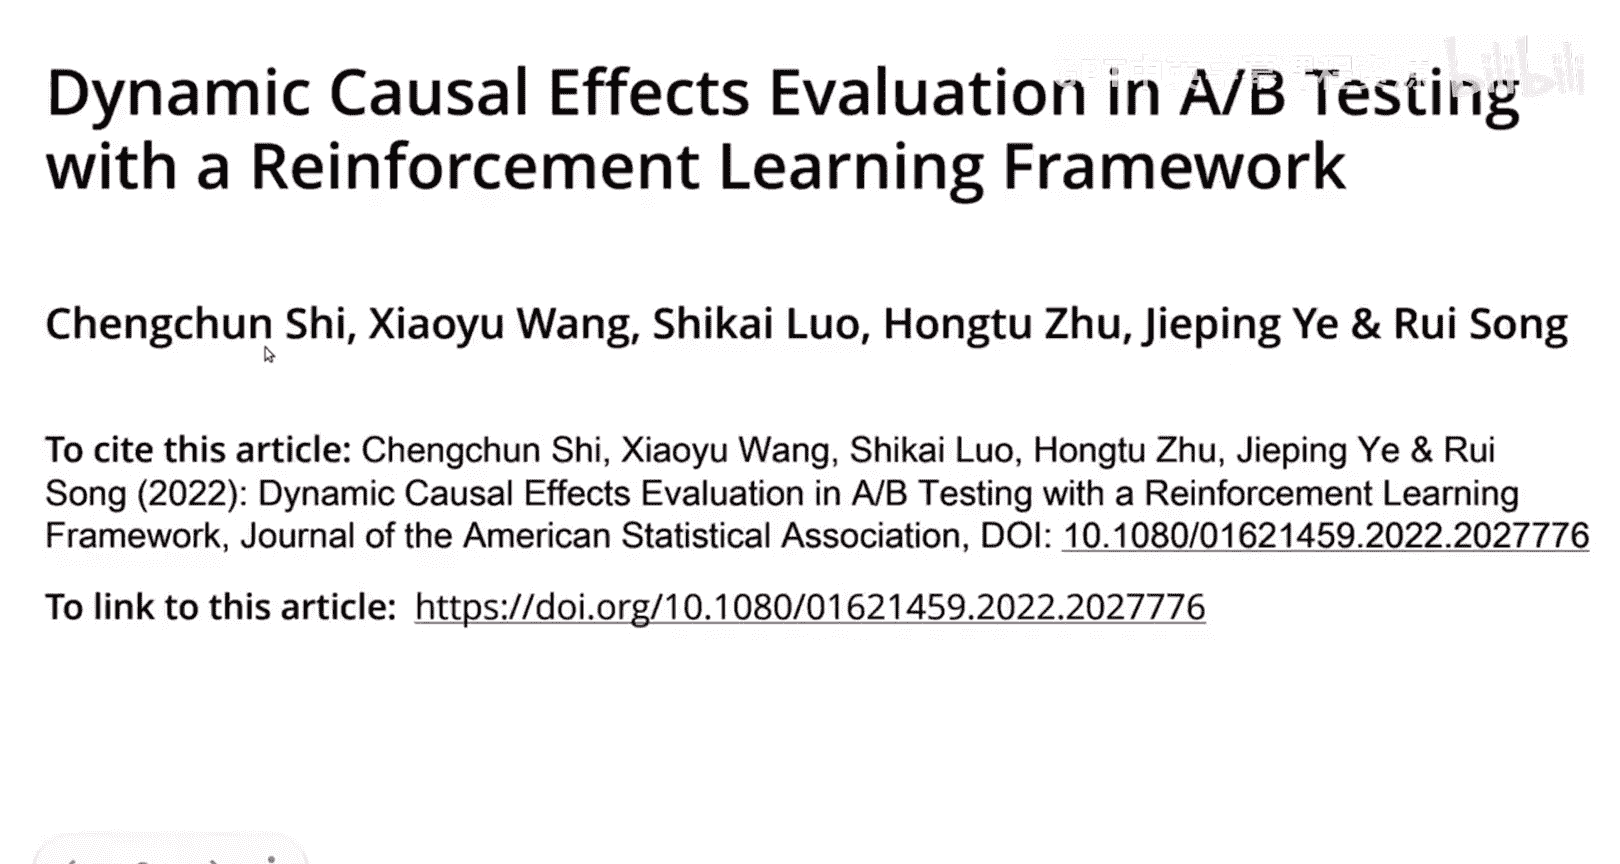 Dynamic Causal Effects Evaluation in A/B Testing
with a Reinforcement Learning Framework
Chengchun Shi, Xiaoyu Wang, Shikai Luo, Hongtu Zhu, Jieping Ye & Rui Song
To cite this article: Chengchun Shi, Xiaoyu Wang, Shikai Luo, Hongtu Zhu, Jieping Ye & Rui
Song (2022): Dynamic Causal Effects Evaluation in A/B Testing with a Reinforcement Learning
Framework, Journal of the American Statistical Association, DOI: 10.1080/01621459.2022.2027776
To link to this article: https://doi.org/10.1080/01621459.2022.2027776
bilibili